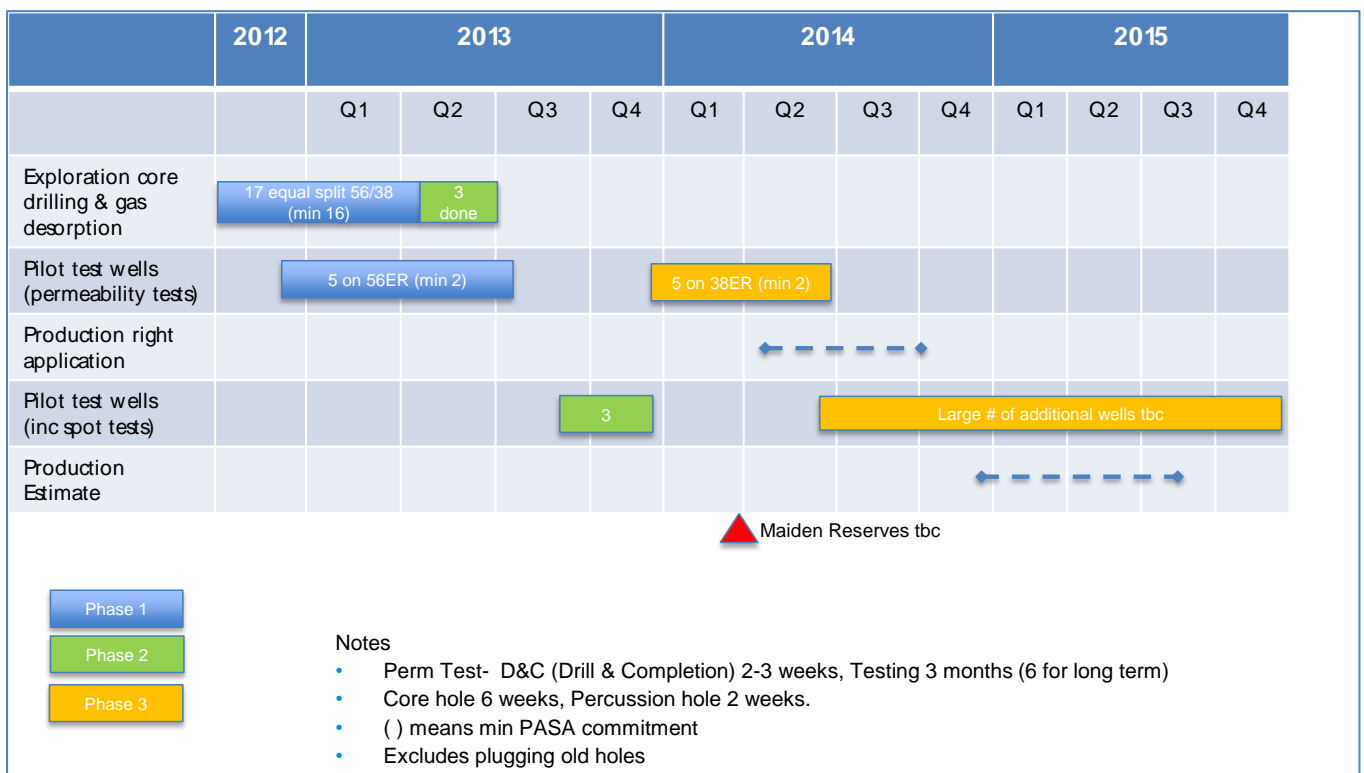 2012 2013 2014 2015
Q1 Q2 Q3 Q4 Q1 Q2 Q3 Q4 Q1 Q2 Q3 Q4
Exploration core
drilling & gas
desorption
17 equal split 56/38
(min 16)
3
done
Pilot test wells
(permeability tests)
5 on 56ER (min 2)
5 on 38ER (min 2)
Production right
application
Pilot test wells
(inc spot tests)
3
Large # of additional wells tbc
Production
Estimate
Maiden Reserves tbc
Phase 1
Phase 2
Phase 3
Notes
• Perm Test- D&C (Drill & Completion) 2-3 weeks, Testing 3 months (6 for long term)
• Core hole 6 weeks, Percussion hole 2 weeks.
• ( ) means min PASA commitment
• Excludes plugging old holes